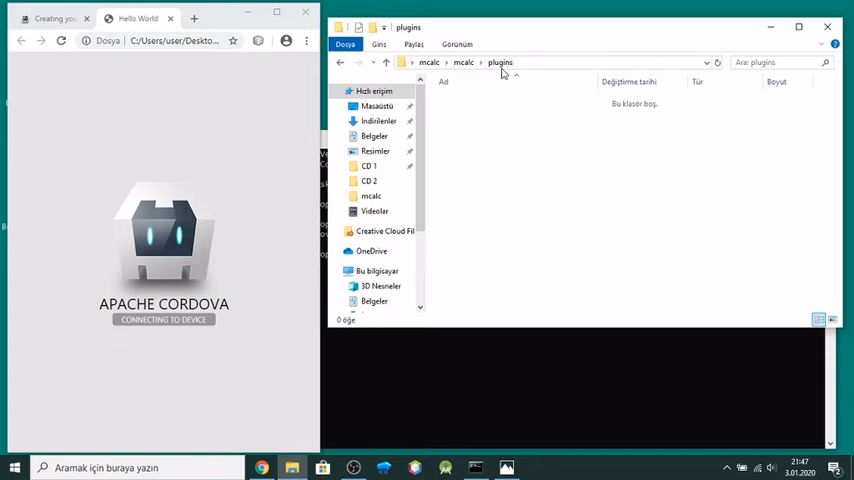 Creating you
Hello World
Dosya
C:/Users/user/Deskto...
APACHE CORDOVA
CONNECTING TO DEVICE
plugins
Dosya
Giriş
Paylaş
Görünüm
mcalc
mcalc
plugins
Ara: plugins
Ad
Değiştirme tarihi
Tür
Boyut
Bu klasör boş.
Hızlı erişim
Masaüstü
İndirilenler
Belgeler
Resimler
CD 1
CD 2
mcalc
Videolar
Creative Cloud Fil
OneDrive
Bu bilgisayar
3D Nesneler
Belgeler
0 öğe
Aramak için buraya yazın
21:47
3.01.2020
2